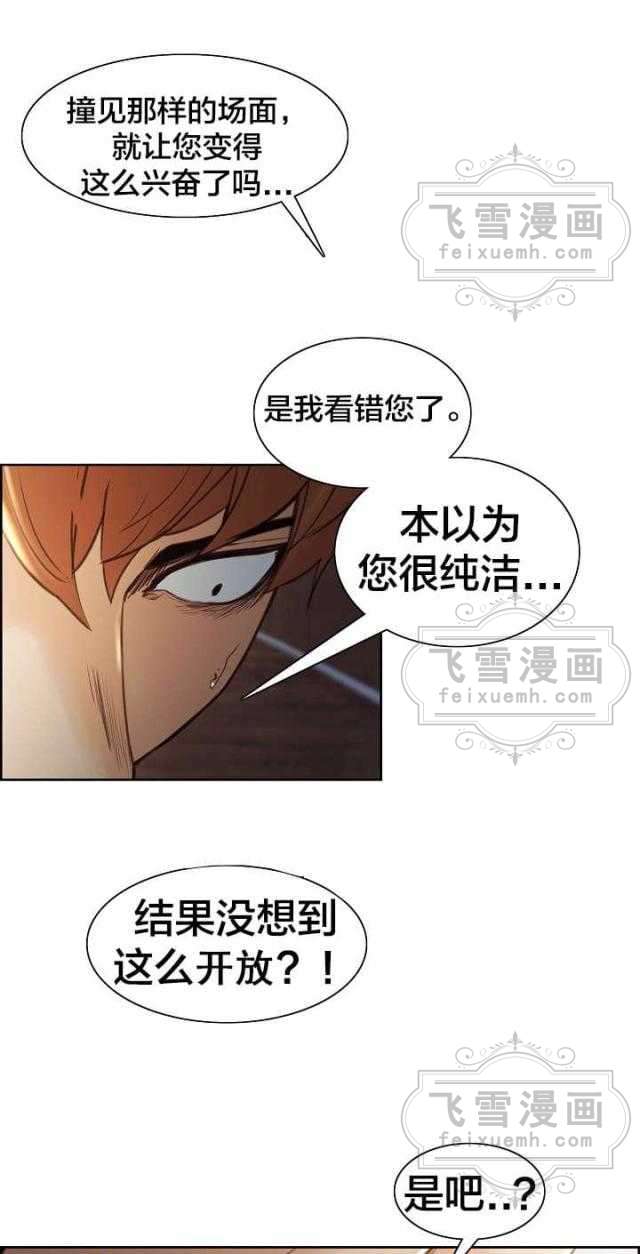 撞见那样的场面，
就让您变得
这么兴奋了吗...
飞雪漫画
feixuemh.com
是我看错您了。
本以为
您很纯洁...
飞雪漫画
feixuemh.com
结果没想到
这么开放？！
飞雪漫画
feixuemh.com
是吧..?